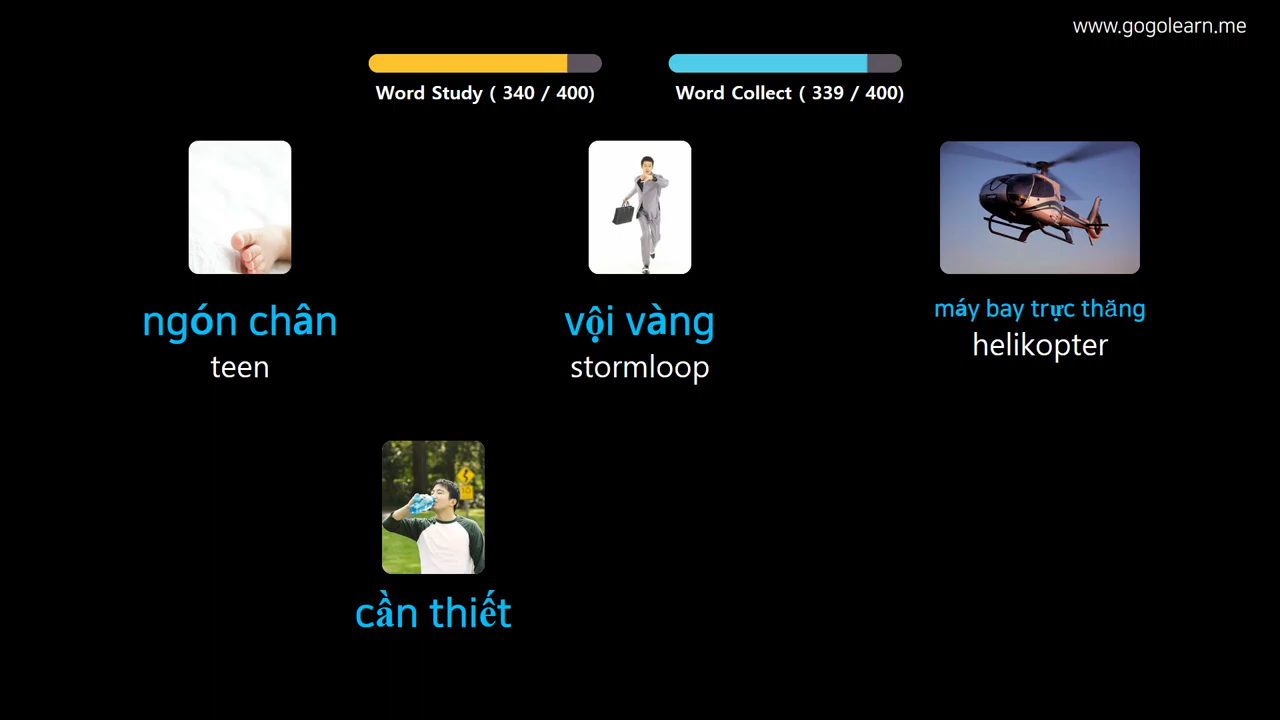 www.gogolearn.me
Word Study ( 340 / 400)
Word Collect ( 339 / 400)
ngón chân
teen
vội vàng
stormloop
máy bay trực thăng
helikopter
cần thiết